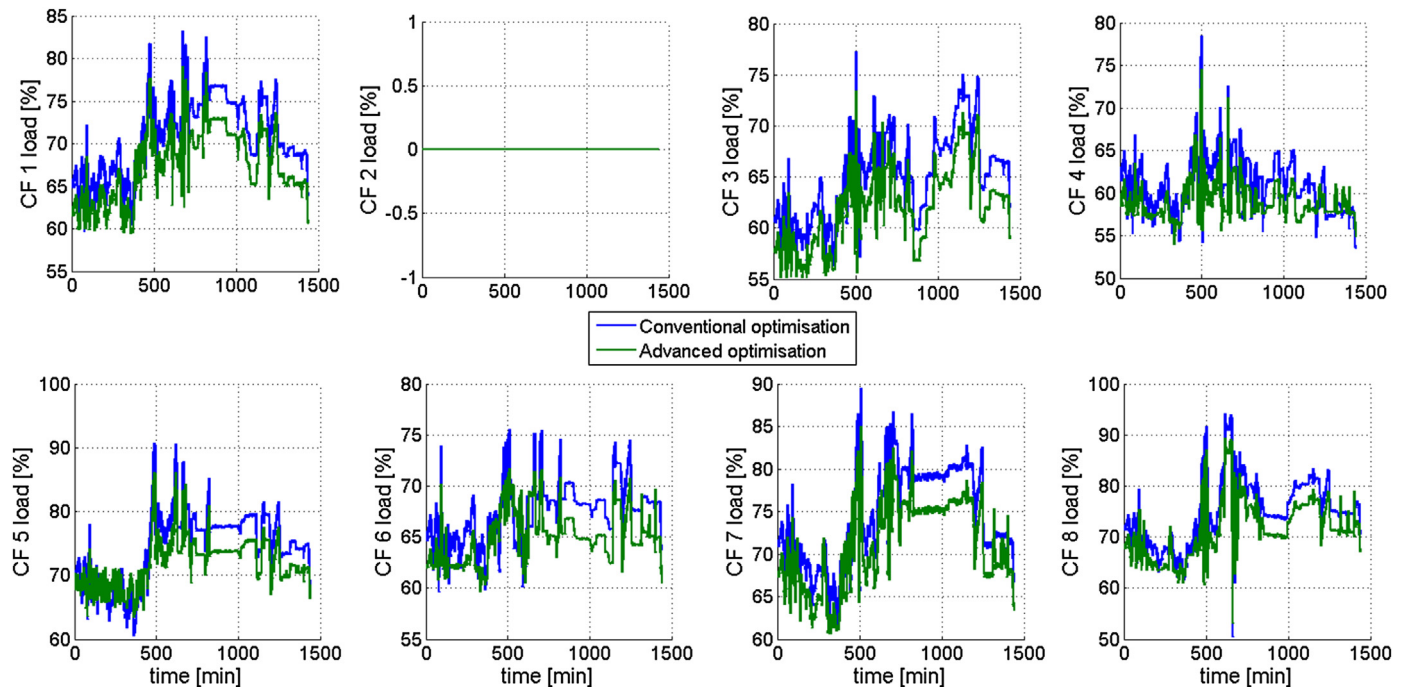 CF 1 load [%]
85
80
75
70
65
60
55
0 500 1000 1500
CF 2 load [%]
1
0.5
0
-0.5
-1
0 500 1000 1500
CF 3 load [%]
80
75
70
65
60
55
0 500 1000 1500
CF 4 load [%]
80
75
70
65
60
55
50
0 500 1000 1500
Conventional optimisation
Advanced optimisation
CF 5 load [%]
100
90
80
70
60
0 500 1000 1500
time [min]
CF 6 load [%]
80
75
70
65
60
55
0 500 1000 1500
time [min]
CF 7 load [%]
90
85
80
75
70
65
60
0 500 1000 1500
time [min]
CF 8 load [%]
100
90
80
70
60
50
0 500 1000 1500
time [min]